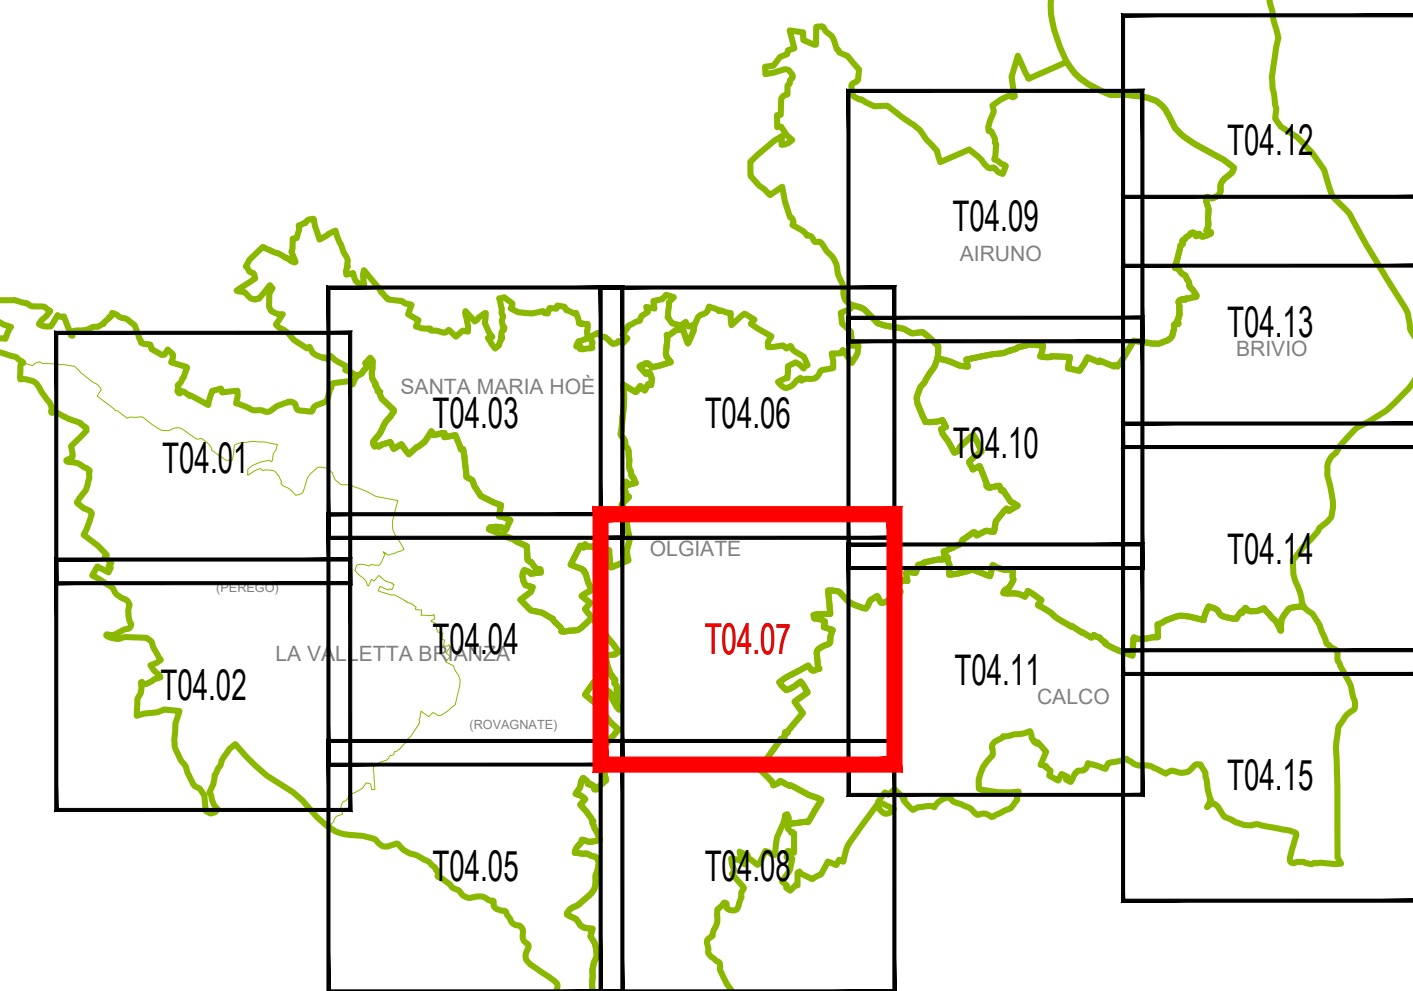 T04.12
T04.09
AIRUNO
T04.13
BRIVIO
SANTA MARIA HOÈ
T04.03
T04.06
T04.10
T04.01
OLGIATE
T04.14
(PEREGO)
T04.04
T04.07
LA VALLETTA BRIANZA
T04.11
T04.02
CALCO
(ROVAGNATE)
T04.15
T04.05
T04.08